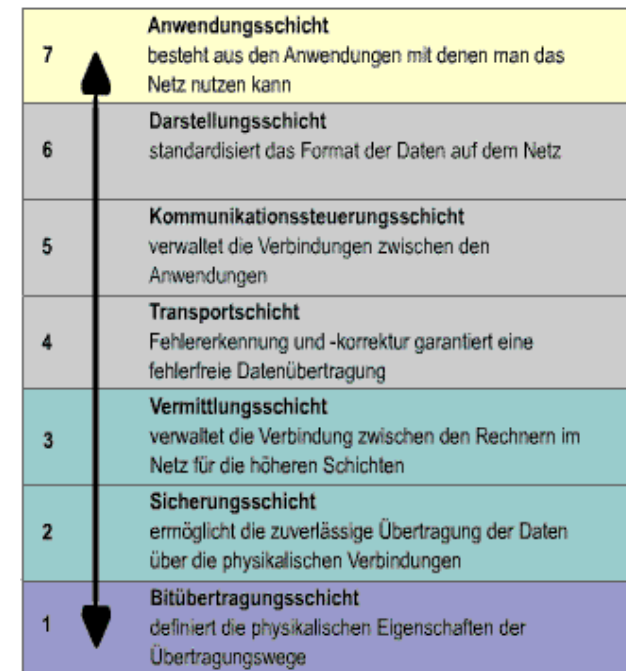 Anwendungsschicht
7 besteht aus den Anwendungen mit denen man das
Netz nutzen kann
Darstellungsschicht
6 standardisiert das Format der Daten auf dem Netz
Kommunikationssteuerungsschicht
5 verwaltet die Verbindungen zwischen den
Anwendungen
Transportschicht
4 Fehlererkennung und -korrektur garantiert eine
fehlerfreie Datenübertragung
Vermittlungsschicht
3 verwaltet die Verbindung zwischen den Rechnern im
Netz für die höheren Schichten
Sicherungsschicht
2 ermöglicht die zuverlässige Übertragung der Daten
über die physikalischen Verbindungen
Bitübertragungsschicht
1 definiert die physikalischen Eigenschaften der
Übertragungswege